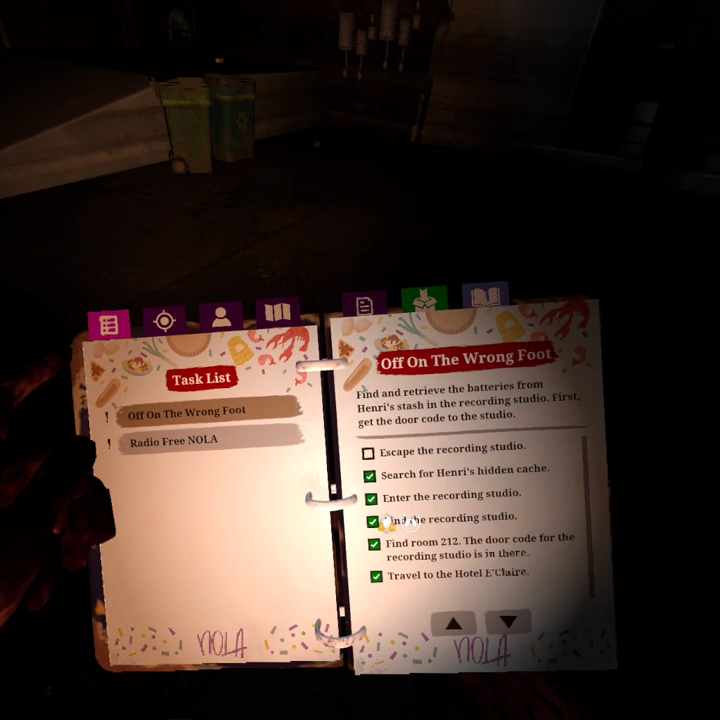 Task List
! Off On The Wrong Foot
! Radio Free NOLA
NOLA
Off On The Wrong Foot
Find and retrieve the batteries from
Henri's stash in the recording studio. First,
get the door code to the studio.
Escape the recording studio.
Search for Henri's hidden cache.
Enter the recording studio.
Find the recording studio.
Find room 212. The door code for the
recording studio is in there.
Travel to the Hotel E'Claire.
NOLA